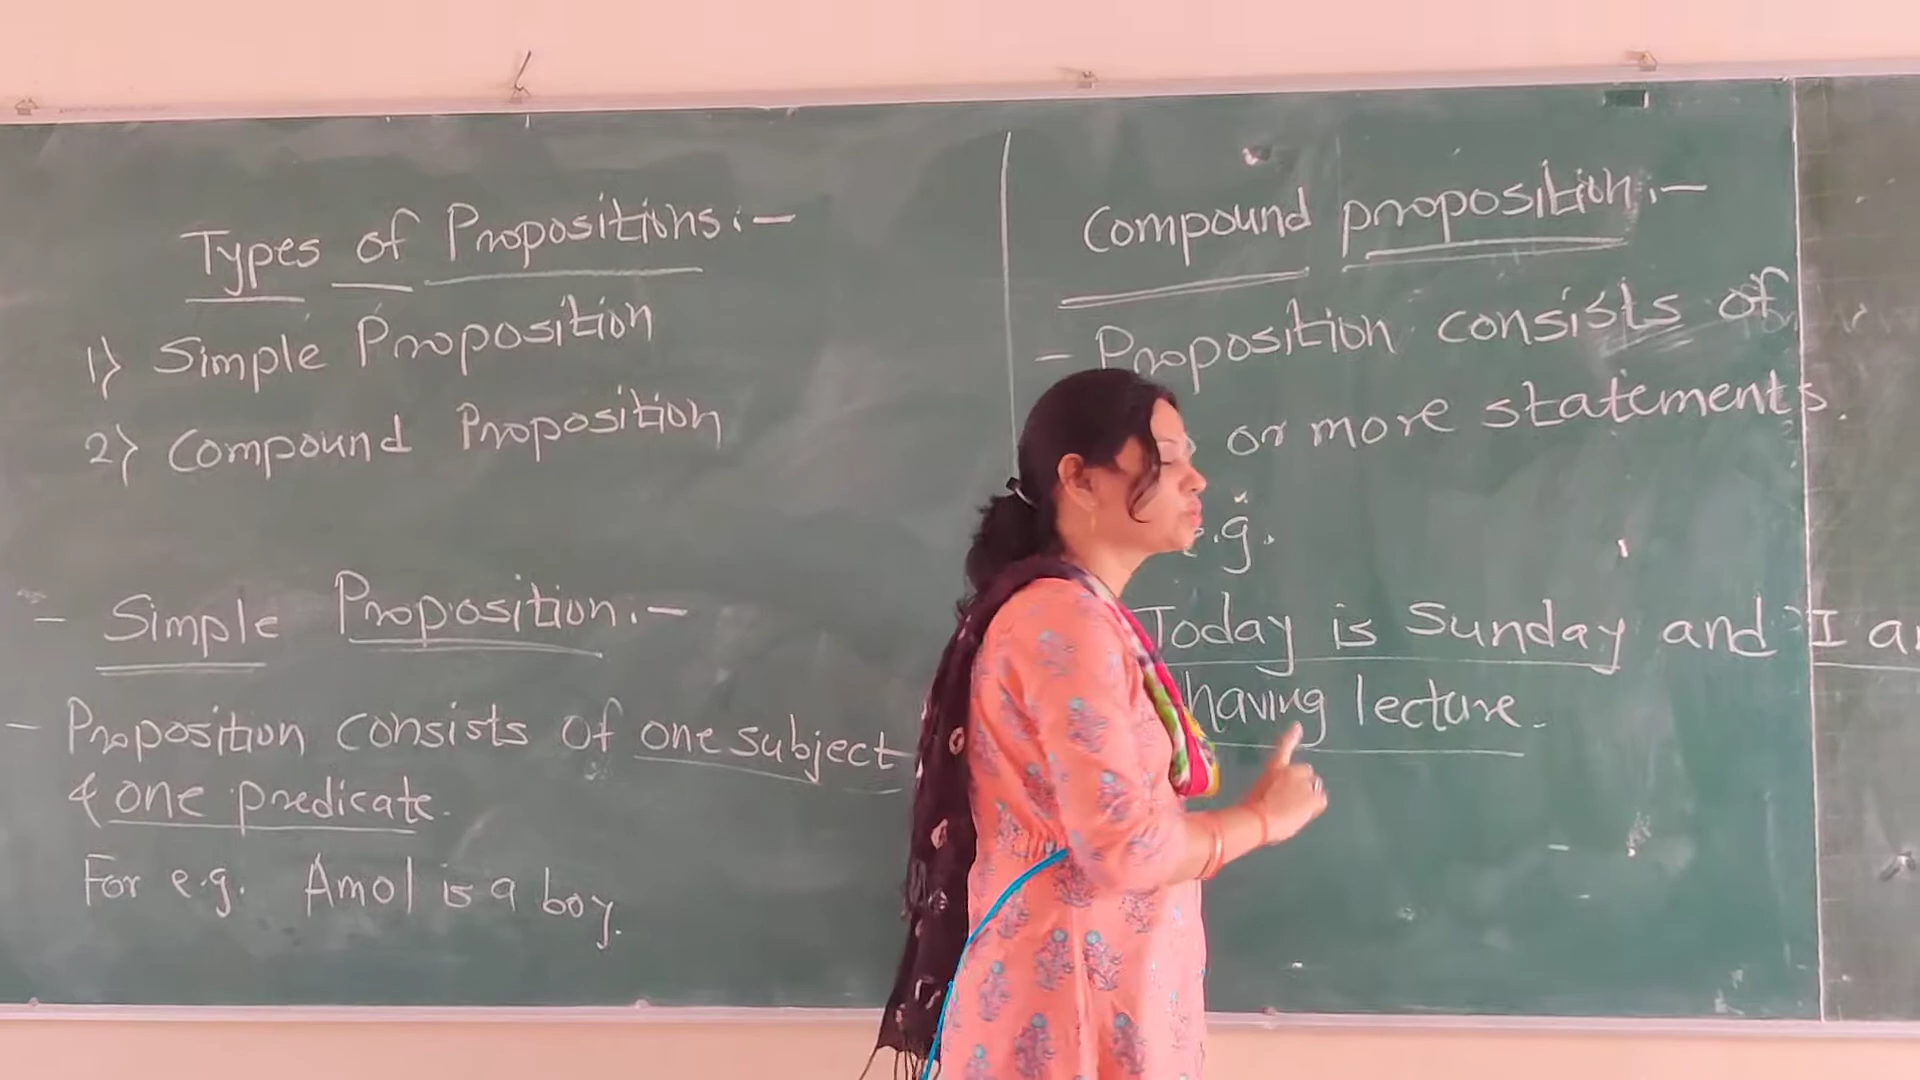 Types of Propositions:-
1) Simple Proposition
2) Compound Proposition
- Simple Proposition:-
- Proposition consists of one subject
& one predicate.
For e.g. Amol is a boy.
Compound proposition:-
- Proposition consists of
or more statements.
e.g.
Today is Sunday and I
having lecture.